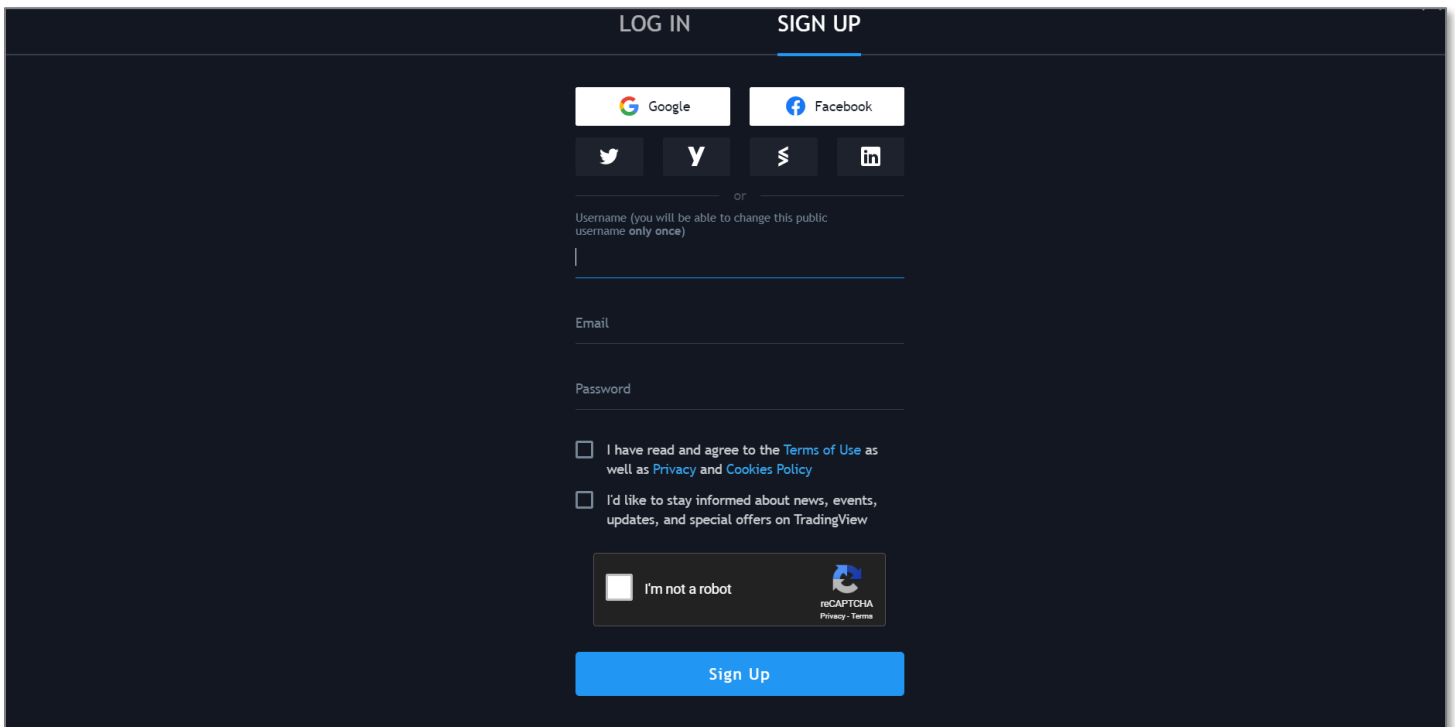 LOG IN SIGN UP
Google Facebook
or
Username (you will be able to change this public
username only once)
Email
Password
I have read and agree to the Terms of Use as
well as Privacy and Cookies Policy
I'd like to stay informed about news, events,
updates, and special offers on TradingView
I'm not a robot
reCAPTCHA
Privacy - Terms
Sign Up